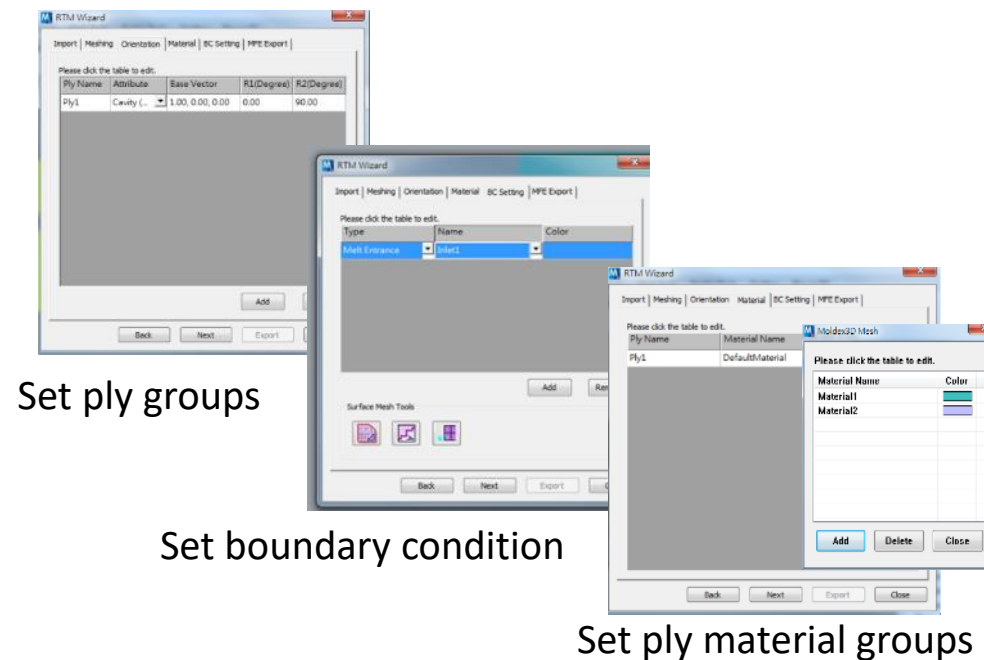 RTM Wizard
Import | Meshing Orientation | Material | BC Setting | MFE Export |
Please click the table to edit.
Ply Name Attribute Base Vector R1(Degree) R2(Degree)
Ply1 Cavity (... 1.00, 0.00, 0.00 0.00 90.00
Add
Back Next Export
Set ply groups
RTM Wizard
Import | Meshing | Orientation | Material BC Setting | MFE Export |
Please click the table to edit.
Type Name Color
Melt Entrance Inlet1
Add Rem
Surface Mesh Tools
Back Next Export
Set boundary condition
RTM Wizard
Import | Meshing | Orientation Material | BC Setting | MFE Export |
Please click the table to edit.
Ply Name Material Name
Ply1 DefaultMaterial
Back Next Export Close
Moldex3D Mesh
Please click the table to edit.
Material Name Color
Material1
Material2
Add Delete Close
Set ply material groups